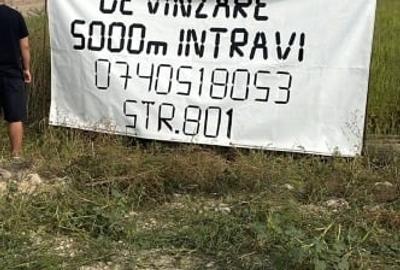 DE VINZARE
5000m INTRAVI
0740518053
STR.801